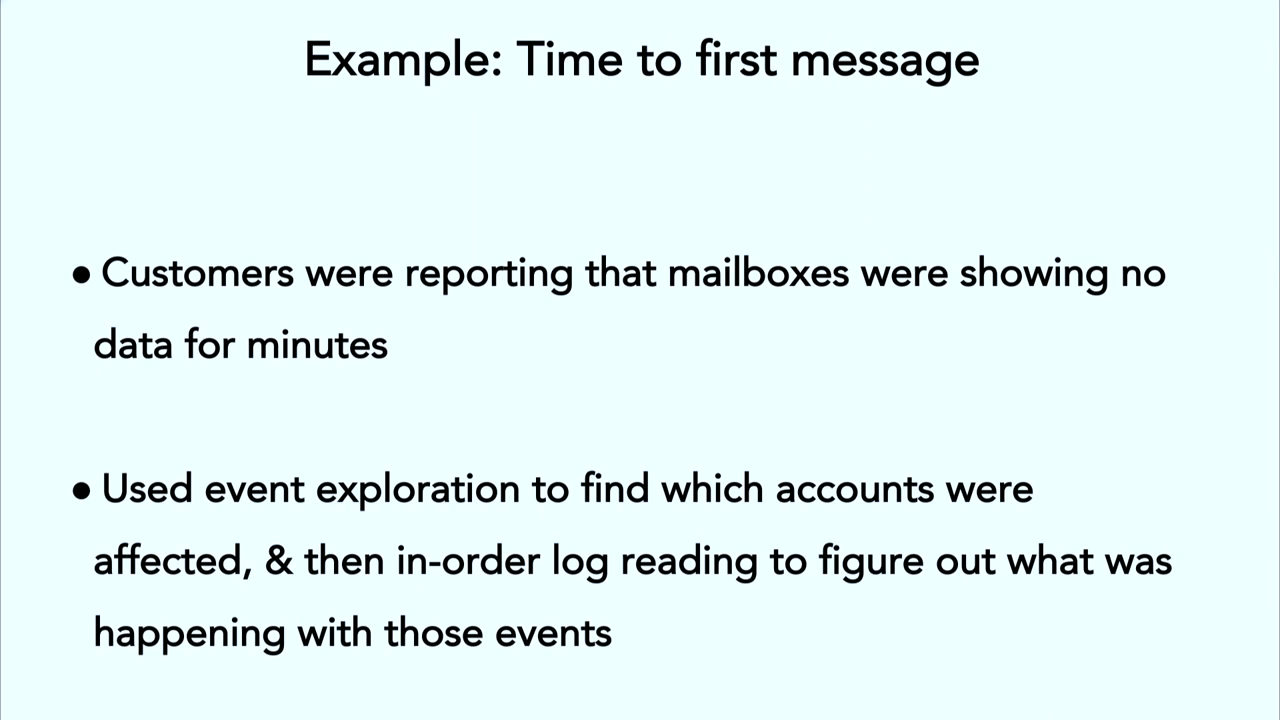 Example: Time to first message
● Customers were reporting that mailboxes were showing no
data for minutes
● Used event exploration to find which accounts were
affected, & then in-order log reading to figure out what was
happening with those events